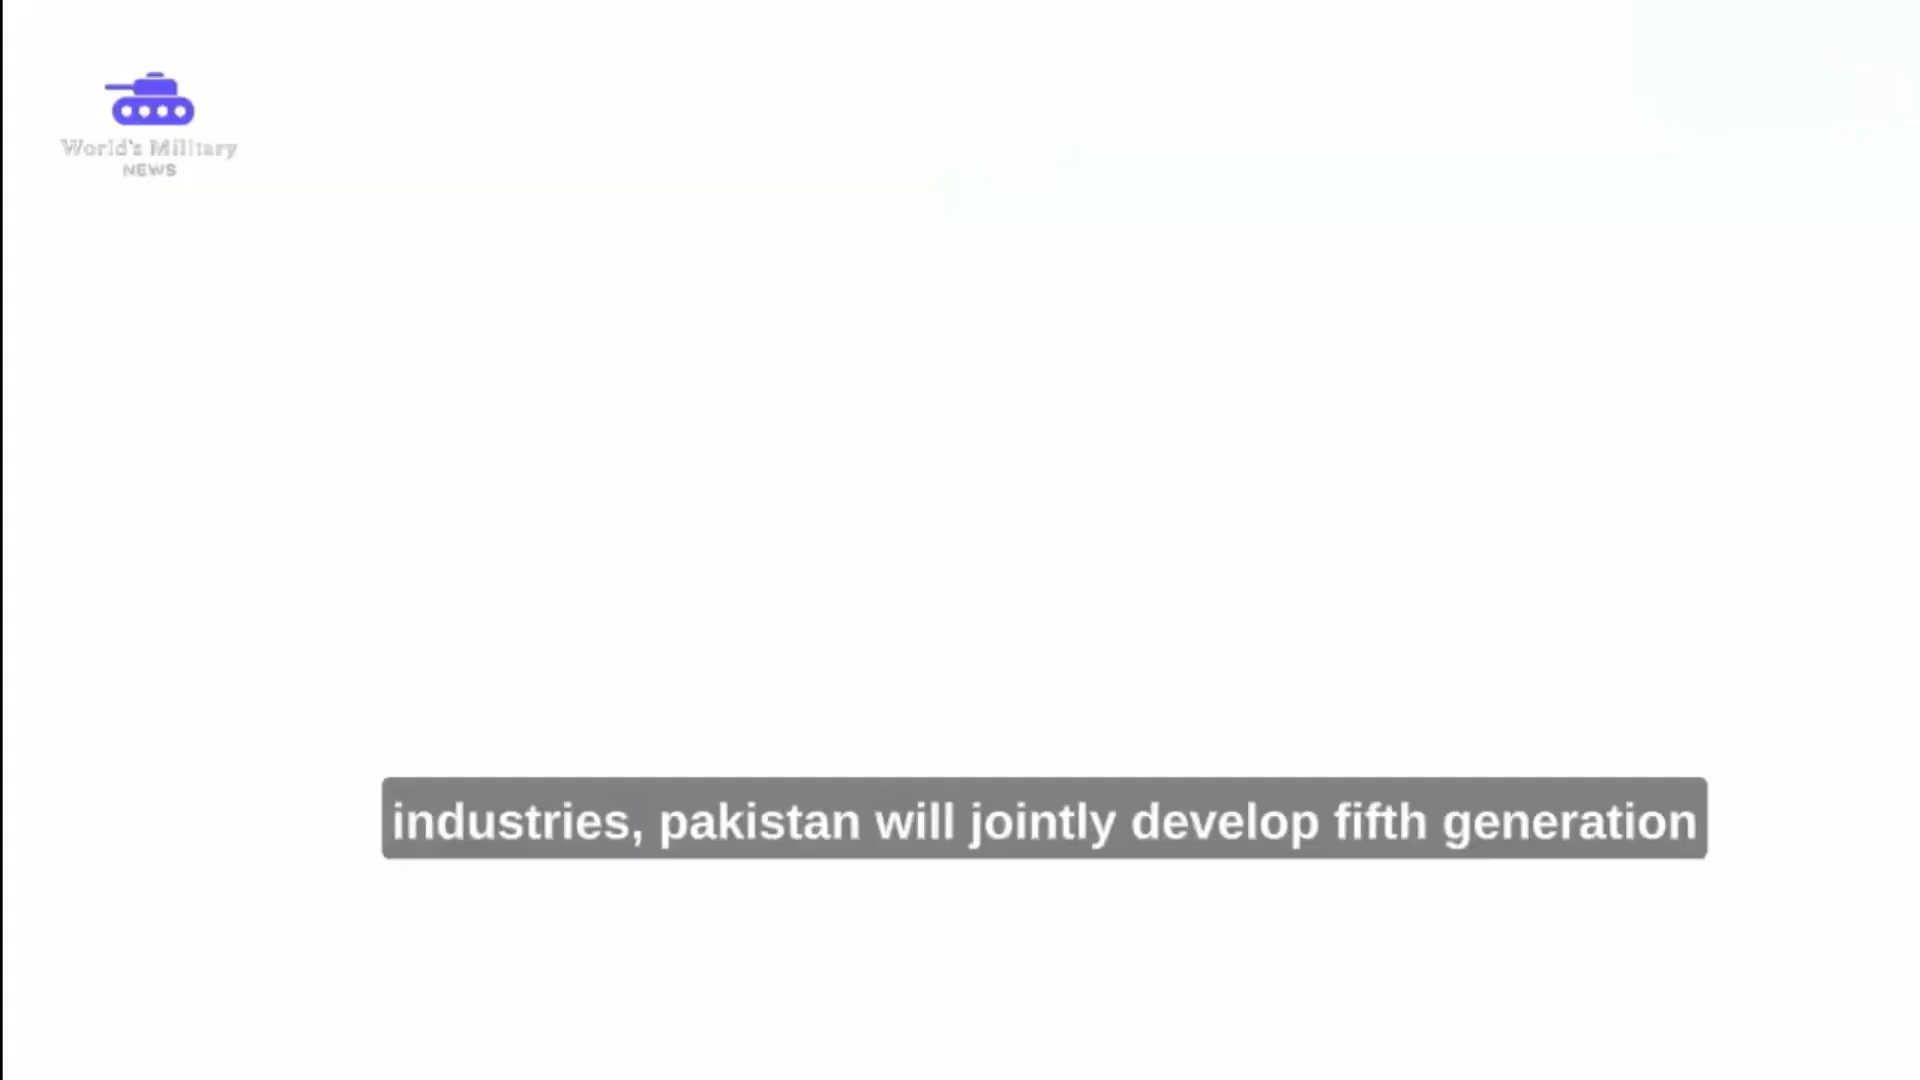 World's Military
NEWS
industries, pakistan will jointly develop fifth generation